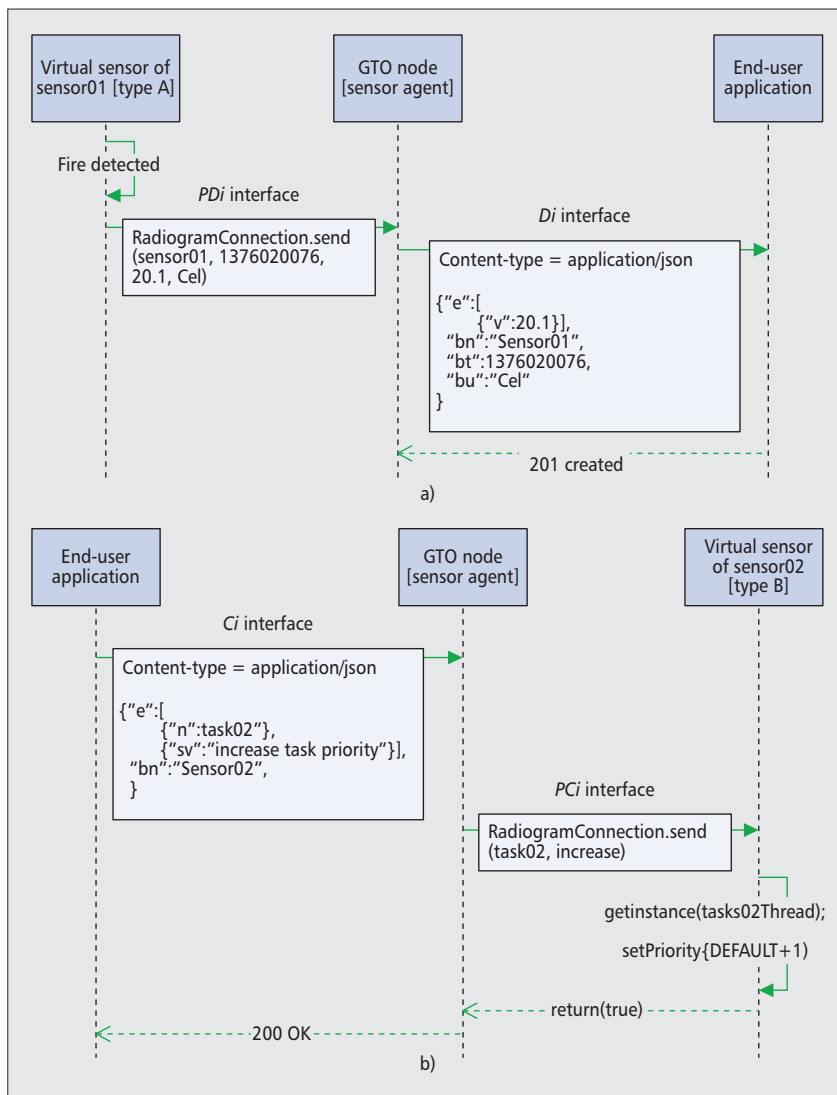 Virtual sensor of
sensor01 [type A]
GTO node
[sensor agent]
End-user
application
Fire detected
PDi interface
RadiogramConnection.send
(sensor01, 1376020076,
20.1, Cel)
Di interface
Content-type = application/json
{"e":[
{"v":20.1}],
"bn":"Sensor01",
"bt":1376020076,
"bu":"Cel"
}
201 created
a)
End-user
application
GTO node
[sensor agent]
Virtual sensor
of sensor02
[type B]
Ci interface
Content-type = application/json
{"e":[
{"n":task02"},
{"sv":"increase task priority"}],
"bn":"Sensor02",
}
PCi interface
RadiogramConnection.send
(task02, increase)
getinstance(tasks02Thread);
setPriority{DEFAULT+1)
return(true)
200 OK
b)